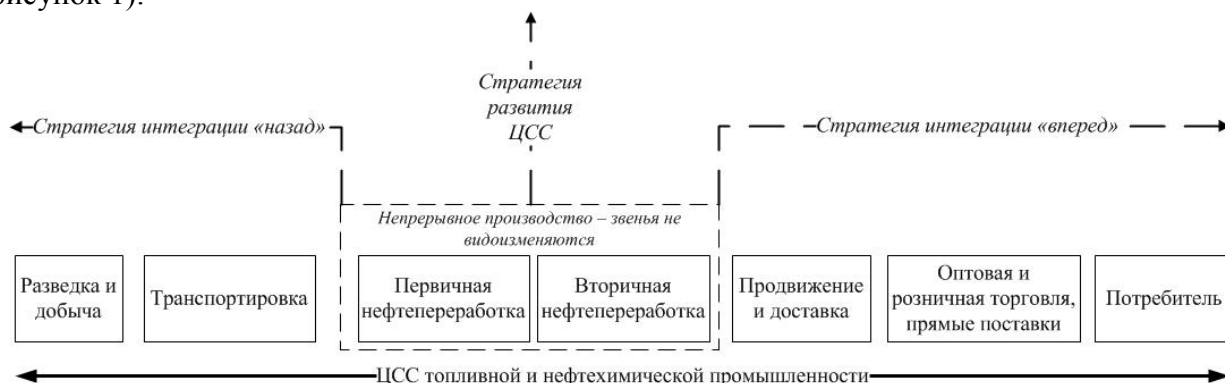 рисунок 1).
Стратегия
развития
ЦСС
Стратегия интеграции «назад»
Стратегия интеграции «вперед»
Непрерывное производство – звенья не
видоизменяются
Разведка и
добыча
Транспортировка
Первичная
нефтепереработка
Вторичная
нефтепереработка
Продвижение
и доставка
Оптовая и
розничная торговля,
прямые поставки
Потребитель
ЦСС топливной и нефтехимической промышленности